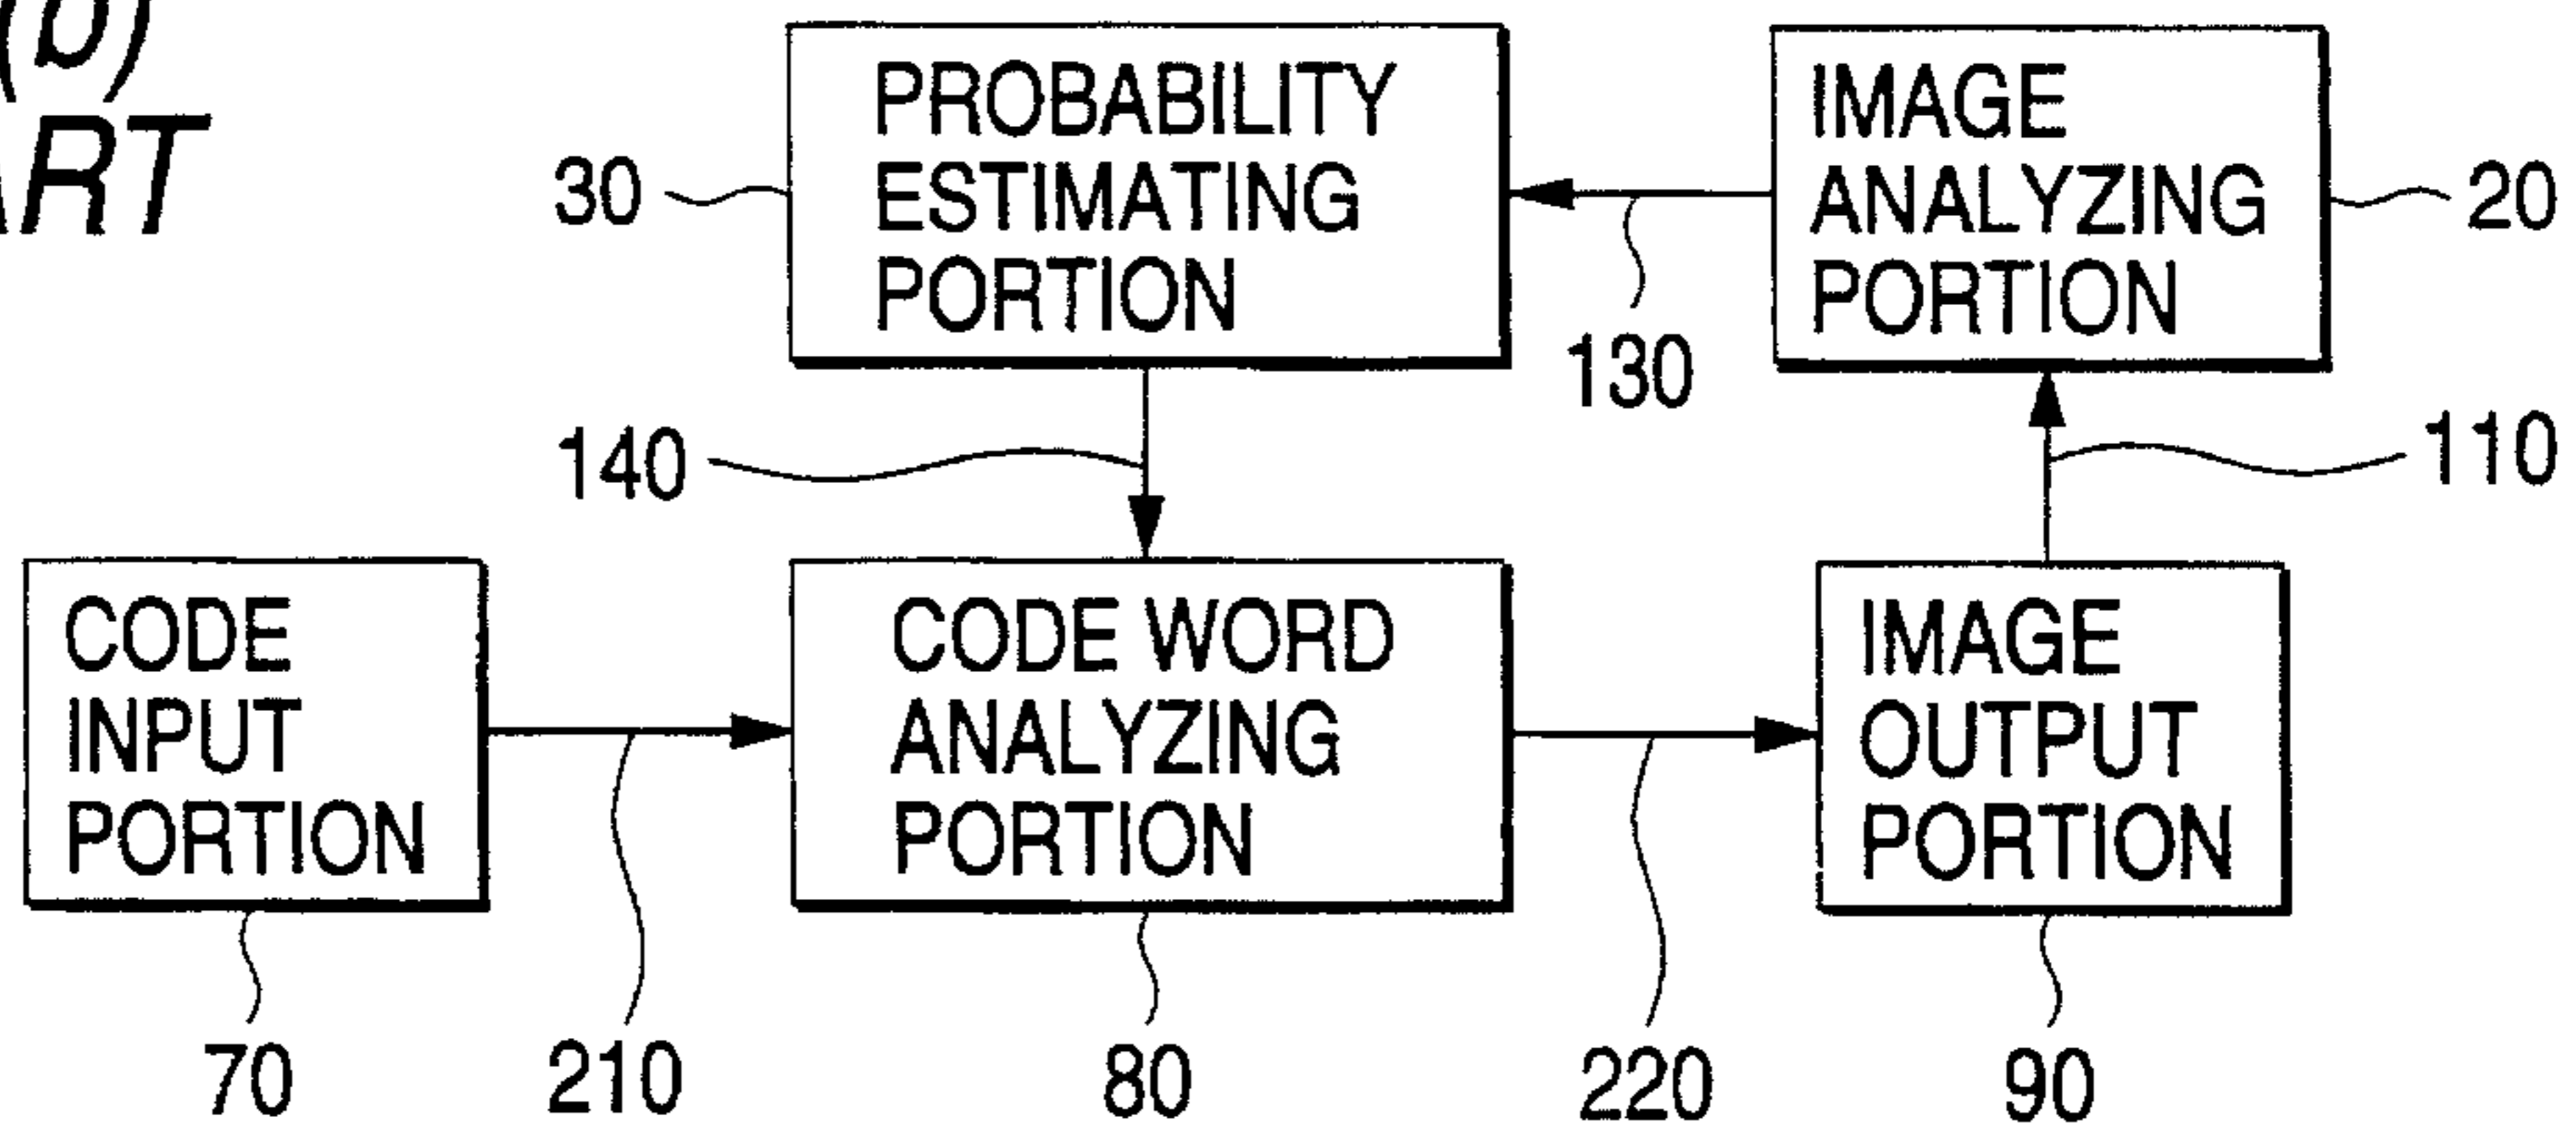 (b)
ART
PROBABILITY
ESTIMATING
PORTION
30
IMAGE
ANALYZING
PORTION
20
130
140
110
CODE
INPUT
PORTION
CODE WORD
ANALYZING
PORTION
IMAGE
OUTPUT
PORTION
70
210
80
220
90